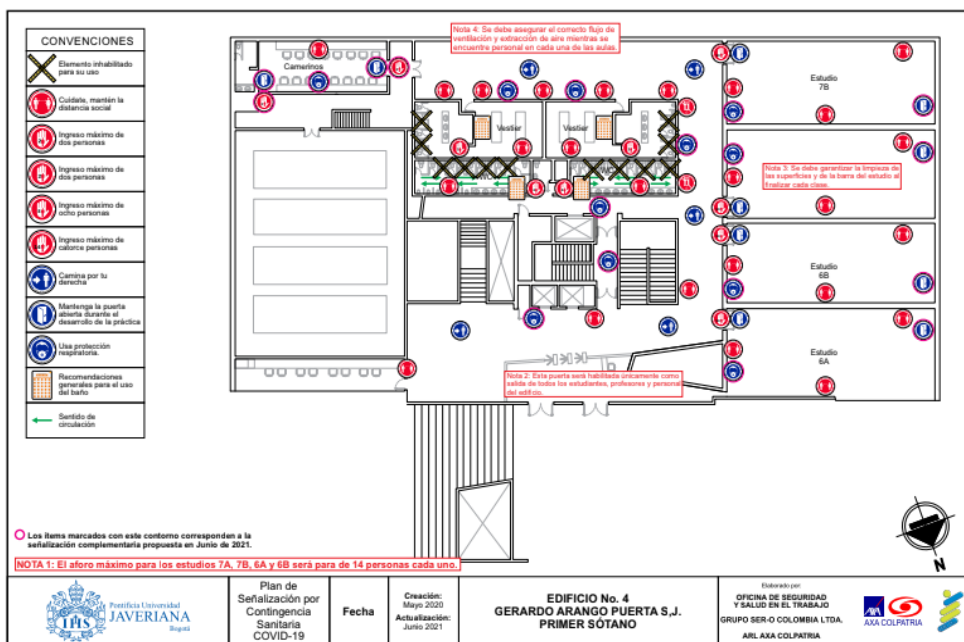 CONVENCIONES
Elemento inhabilitado
para su uso
Cuídate, mantén la
distancia social
Ingreso máximo de
dos personas
Ingreso máximo de
dos personas
Ingreso máximo de
ocho personas
Ingreso máximo de
catorce personas
Camina por tu
derecha
Mantenga la puerta
abierta durante el
desarrollo de la práctica
Usa protección
respiratoria.
Recomendaciones
generales para el uso
del baño
Sentido de
circulación
Nota 4: Se debe asegurar el correcto flujo de
ventilación y extracción de aire mientras se
encuentre personal en cada una de las aulas.
Camerinos
Vestier
Vestier
WC
Estudio
7B
Nota 3: Se debe garantizar la limpieza de
las superficies y de la barra del estudio al
finalizar cada clase.
Estudio
6B
Estudio
6A
Nota 2: Esta puerta será habilitada únicamente como
salida de todos los estudiantes, profesores y personal
del edificio.
Los ítems marcados con este contorno corresponden a la
señalización complementaria propuesta en Junio de 2021.
NOTA 1: El aforo máximo para los estudios 7A, 7B, 6A y 6B será para de 14 personas cada uno.
N
IHS
Pontificia Universidad
JAVERIANA
Bogotá
Plan de
Señalización por
Contingencia
Sanitaria
COVID-19
Fecha
Creación:
Mayo 2020
Actualización:
Junio 2021
EDIFICIO No. 4
GERARDO ARANGO PUERTA S,J.
PRIMER SÓTANO
Elaborado por:
OFICINA DE SEGURIDAD
Y SALUD EN EL TRABAJO
GRUPO SER-O COLOMBIA LTDA.
ARL AXA COLPATRIA
AXA COLPATRIA